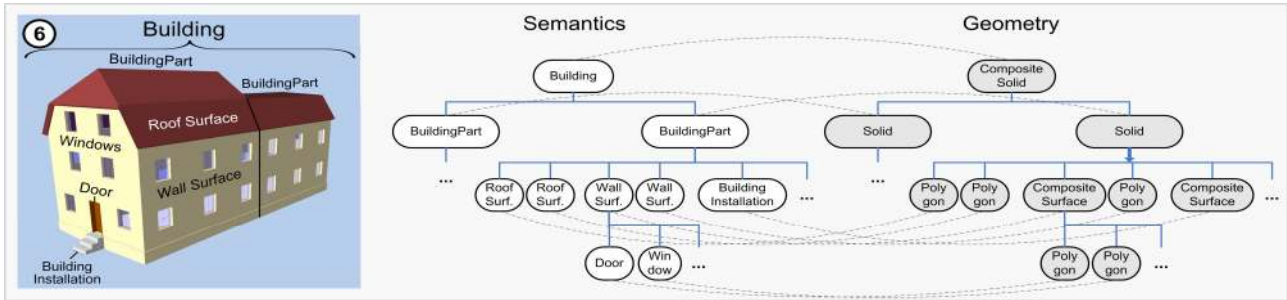 6
Building
BuildingPart
BuildingPart
Roof Surface
Windows
Door
Wall Surface
Building
Installation
Semantics
Geometry
Building
Composite
Solid
BuildingPart
BuildingPart
Solid
Solid
...
...
Roof
Surf.
Roof
Surf.
Wall
Surf.
Wall
Surf.
Building
Installation
...
Poly
gon
Poly
gon
Composite
Surface
Poly
gon
Composite
Surface
...
Door
Win
dow
...
Poly
gon
Poly
gon
...